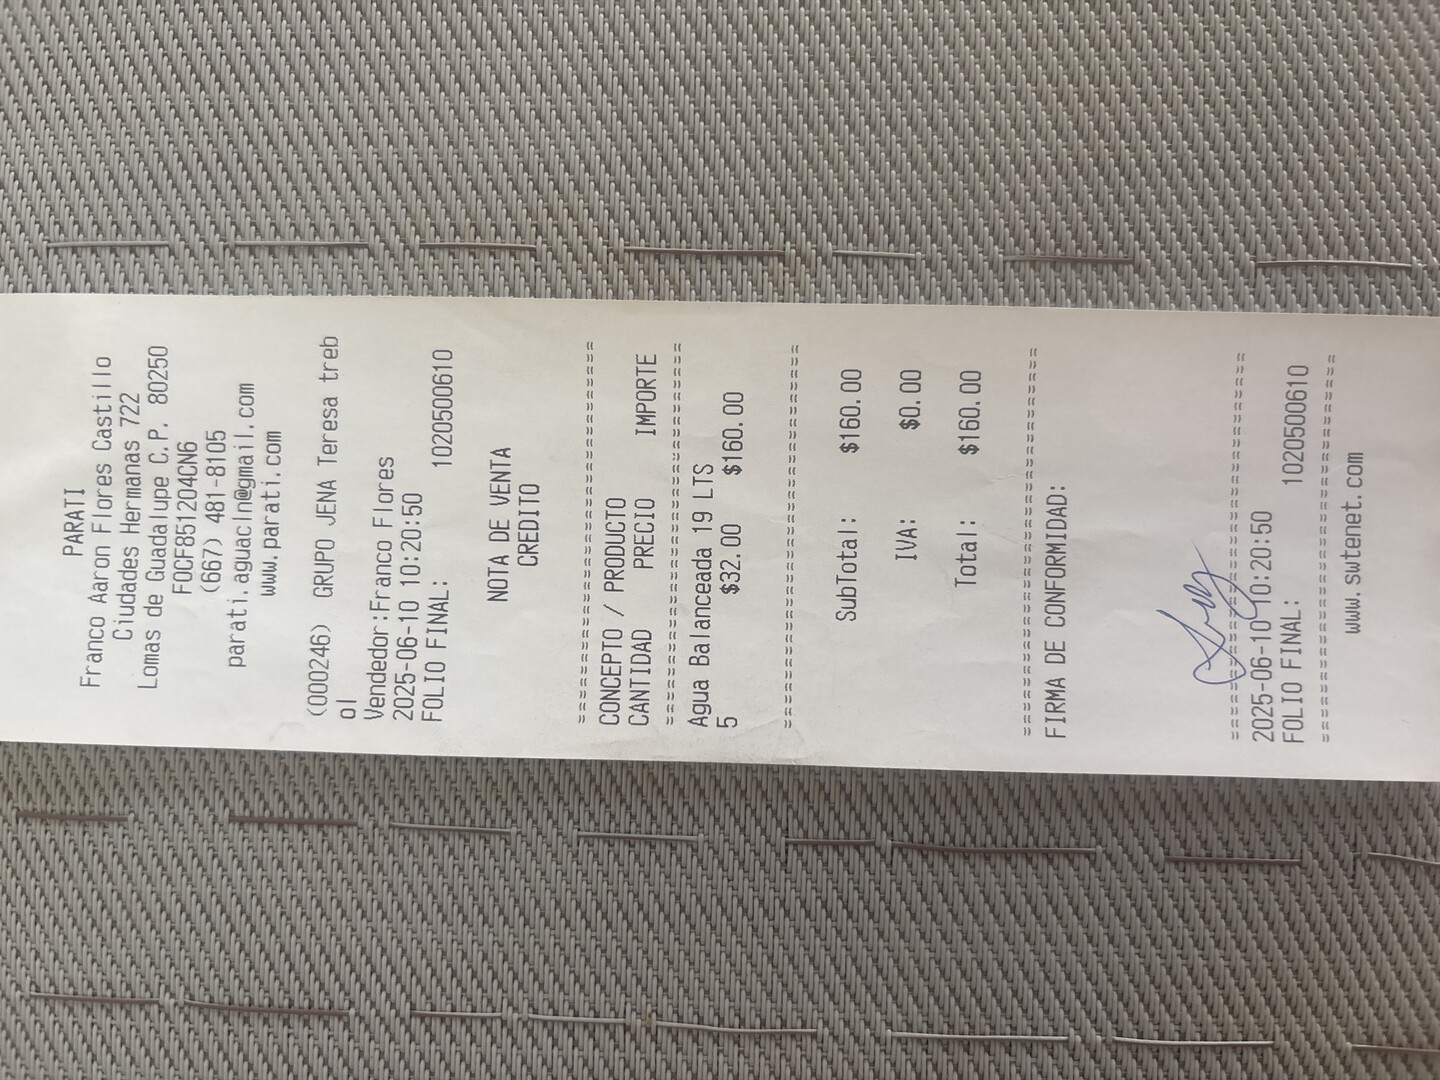 PARATI
Franco Aaron Flores Castillo
Ciudades Hermanas 722
Lomas de Guadalupe C.P. 80250
FOCF851204CN6
(667) 481-8105
parati.aguacln@gmail.com
www.parati.com
(000246) GRUPO JENA Teresa treb
ol
Vendedor:Franco Flores
2025-06-10 10:20:50
FOLIO FINAL: 1020500610
NOTA DE VENTA
CREDITO
================================
CONCEPTO / PRODUCTO
CANTIDAD PRECIO IMPORTE
================================
Agua Balanceada 19 LTS
5 $32.00 $160.00
================================
SubTotal: $160.00
IVA: $0.00
Total: $160.00
================================
FIRMA DE CONFORMIDAD:
================================
2025-06-10 10:20:50
FOLIO FINAL: 1020500610
================================
www.swtenet.com